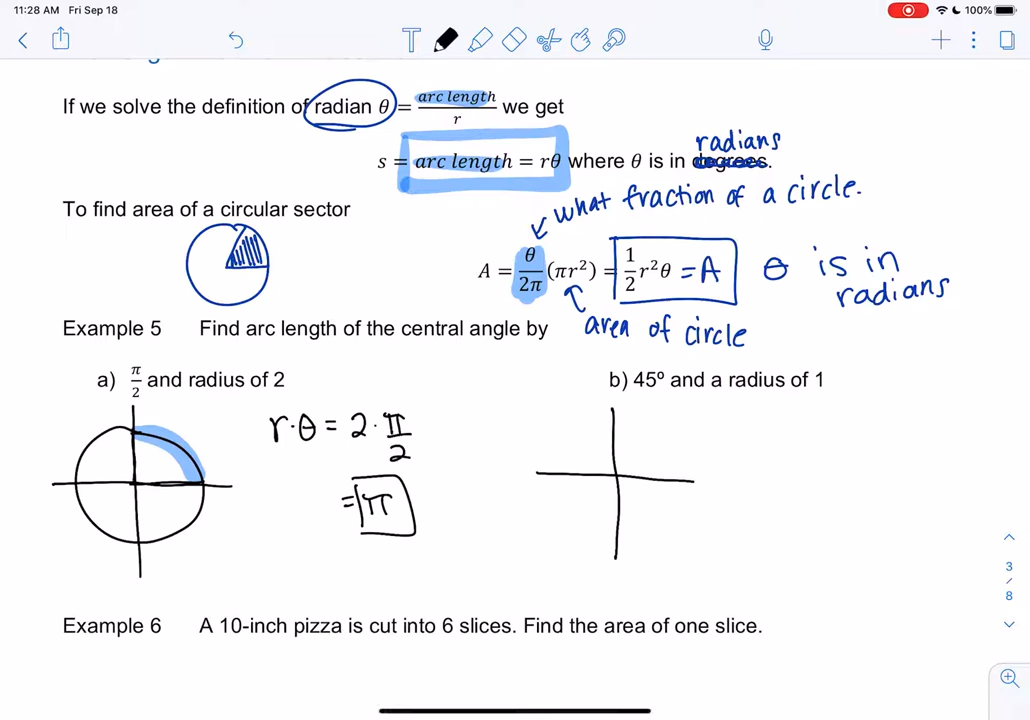 11:28 AM Fri Sep 18
100%
If we solve the definition of radian θ = arc length / r we get
radians
s = arc length = rθ where θ is in degrees.
what fraction of a circle.
To find area of a circular sector
A = θ/2π (πr²) = 1/2 r²θ = A θ is in radians
area of circle
Example 5 Find arc length of the central angle by
a) π/2 and radius of 2
b) 45º and a radius of 1
r·θ = 2·π/2
= π
Example 6 A 10-inch pizza is cut into 6 slices. Find the area of one slice.
3
/
8